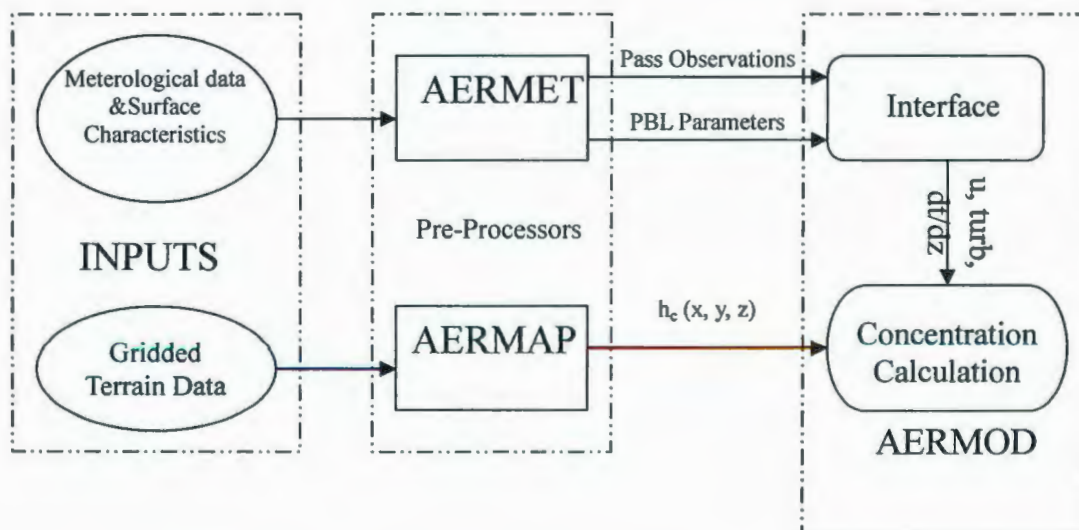 Meterological data
&Surface
Characteristics
INPUTS
Gridded
Terrain Data
AERMET
Pre-Processors
AERMAP
Pass Observations
PBL Parameters
h_c (x, y, z)
Interface
u, turb,
dt/dz
Concentration
Calculation
AERMOD